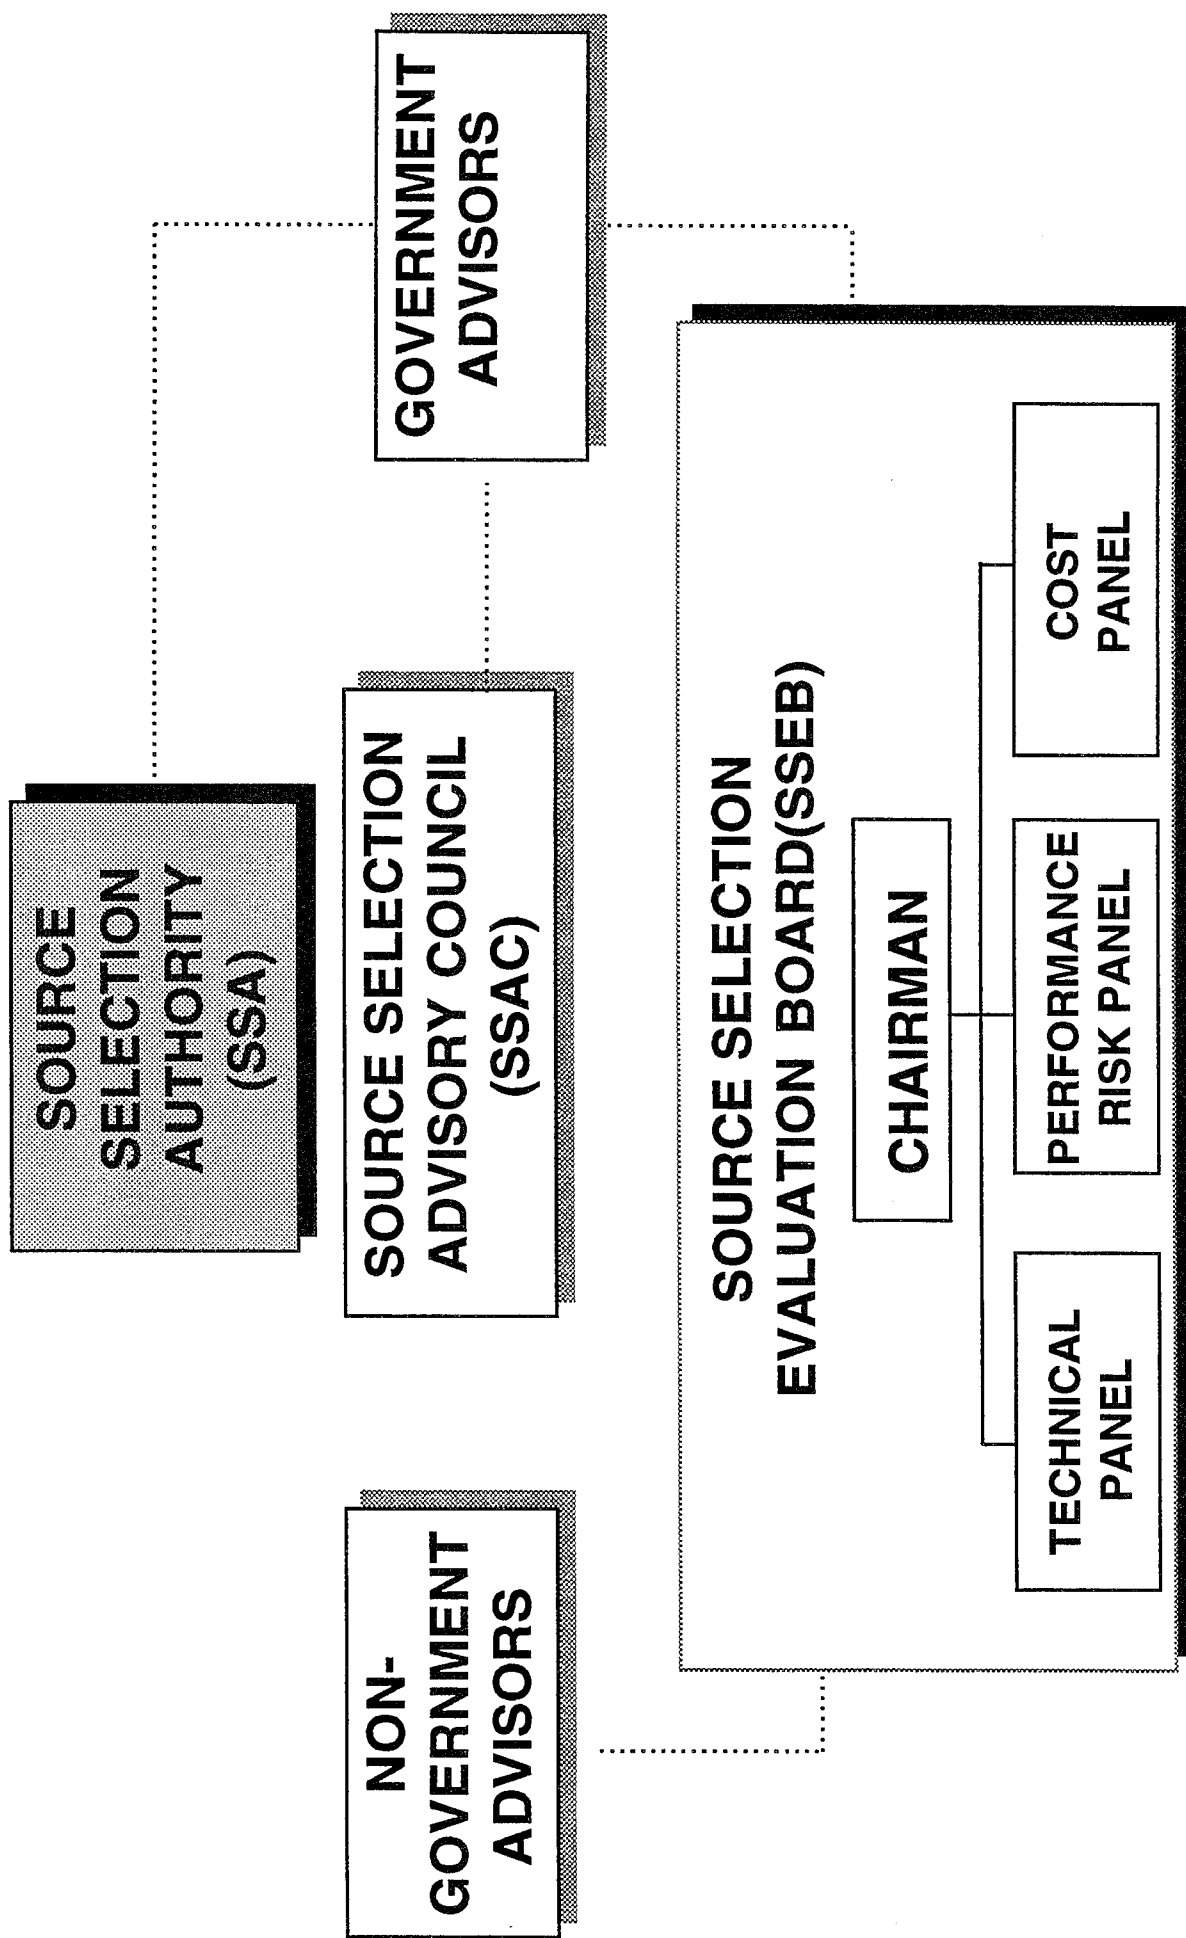 SOURCE
SELECTION
AUTHORITY
(SSA)
NON-
GOVERNMENT
ADVISORS
SOURCE SELECTION
ADVISORY COUNCIL
(SSAC)
GOVERNMENT
ADVISORS
SOURCE SELECTION
EVALUATION BOARD(SSEB)
CHAIRMAN
TECHNICAL
PANEL
PERFORMANCE
RISK PANEL
COST
PANEL